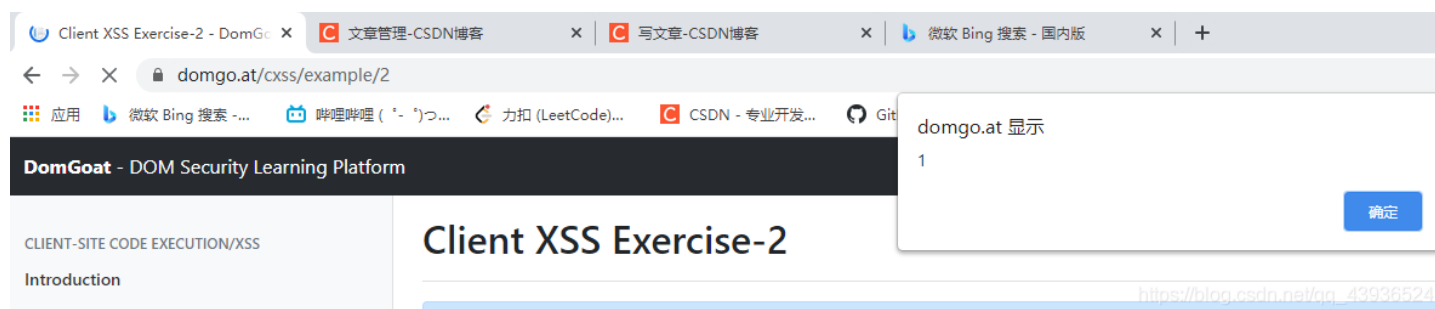 Client XSS Exercise-2 - DomGo
文章管理-CSDN博客
写文章-CSDN博客
微软 Bing 搜索 - 国内版
domgo.at/cxss/example/2
应用
微软 Bing 搜索 -...
哔哩哔哩 ( ゜- ゜)つ...
力扣 (LeetCode)...
CSDN - 专业开发...
Git
domgo.at 显示
1
确定
DomGoat - DOM Security Learning Platform
CLIENT-SITE CODE EXECUTION/XSS
Introduction
Client XSS Exercise-2
https://blog.csdn.net/qq_43936524